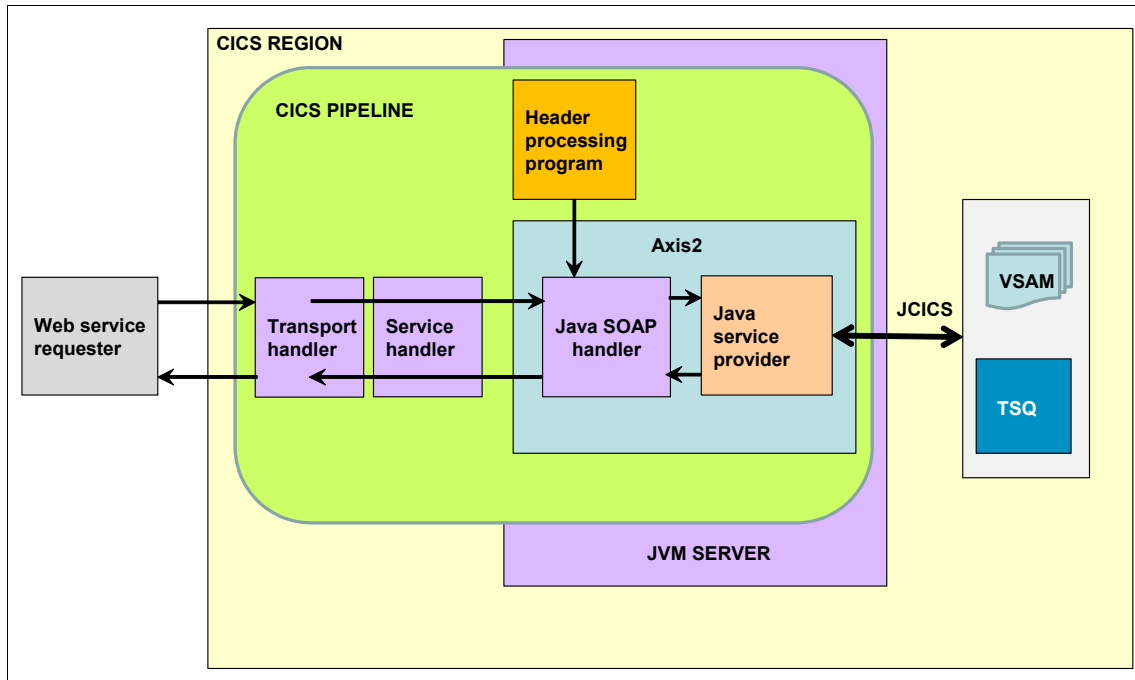 CICS REGION
CICS PIPELINE
Header
processing
program
Axis2
Web service
requester
Transport
handler
Service
handler
Java SOAP
handler
Java
service
provider
JCICS
VSAM
TSQ
JVM SERVER